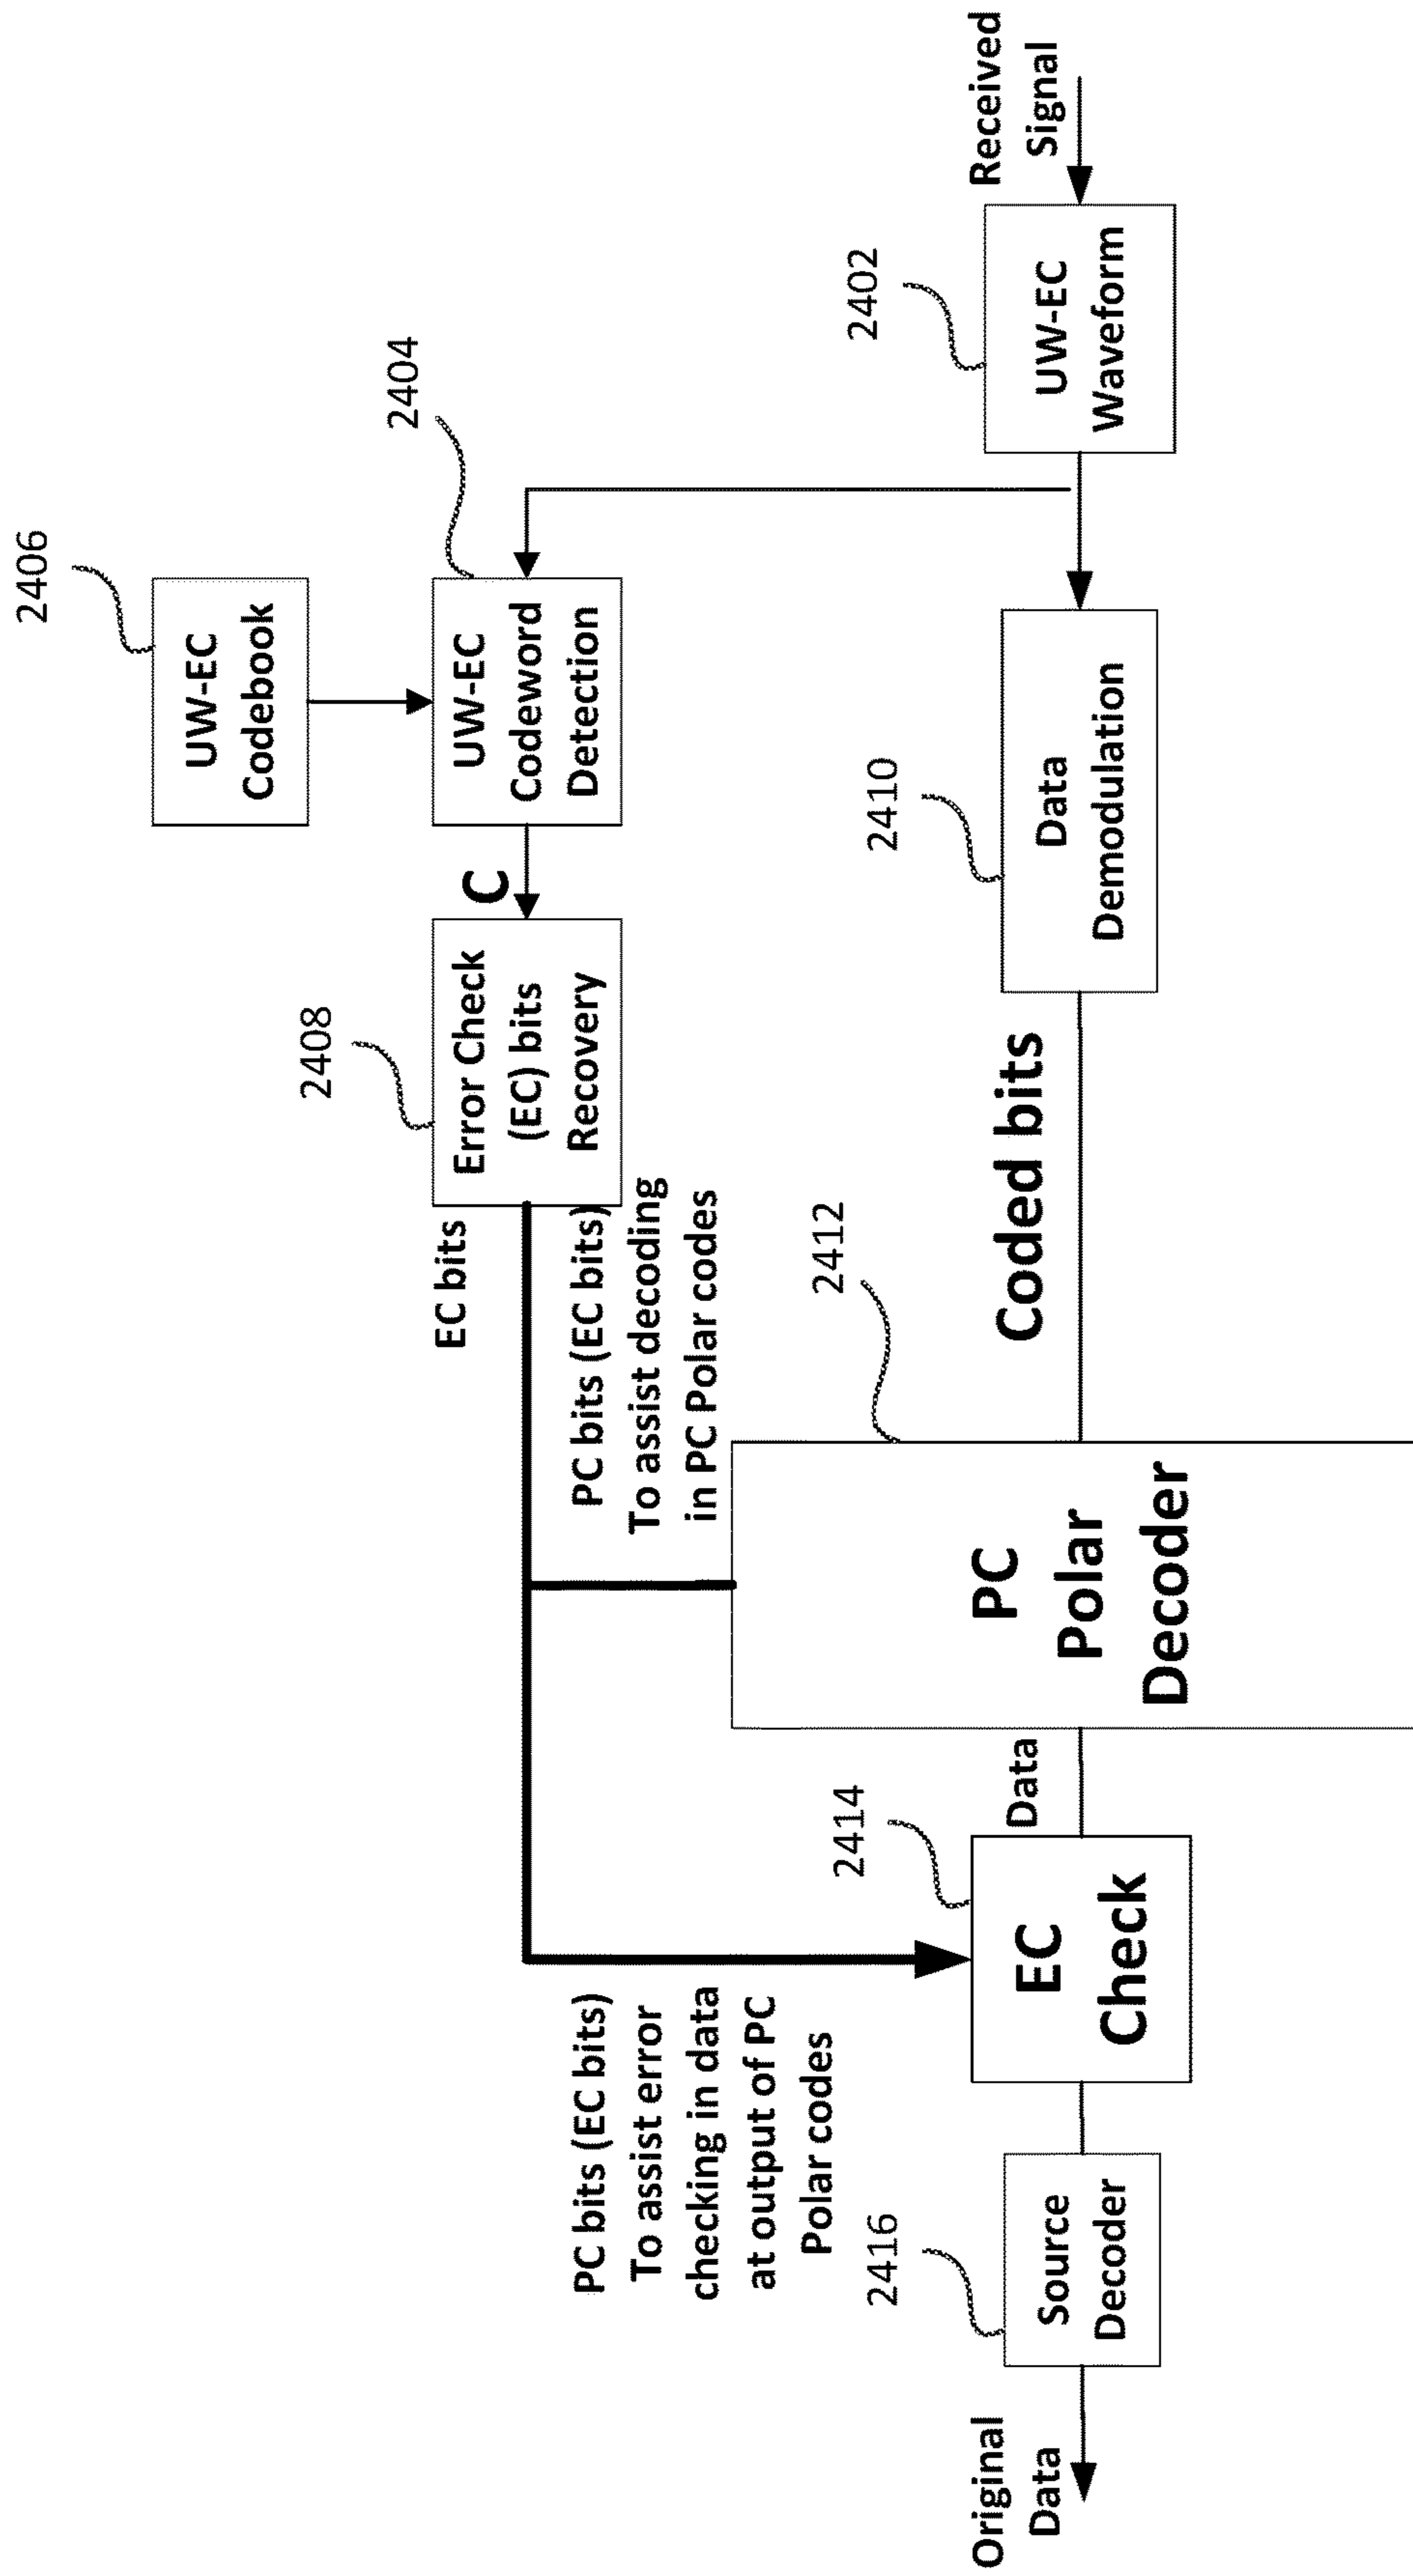 2406
UW-EC
Codebook
2404
UW-EC
Codeword
Detection
C
2408
Error Check
(EC) bits
Recovery
EC bits
PC bits (EC bits)
To assist decoding
in PC Polar codes
PC bits (EC bits)
To assist error
checking in data
at output of PC
Polar codes
Received
Signal
2402
UW-EC
Waveform
2410
Data
Demodulation
Coded bits
2412
PC
Polar
Decoder
Data
2414
EC
Check
2416
Source
Decoder
Original
Data